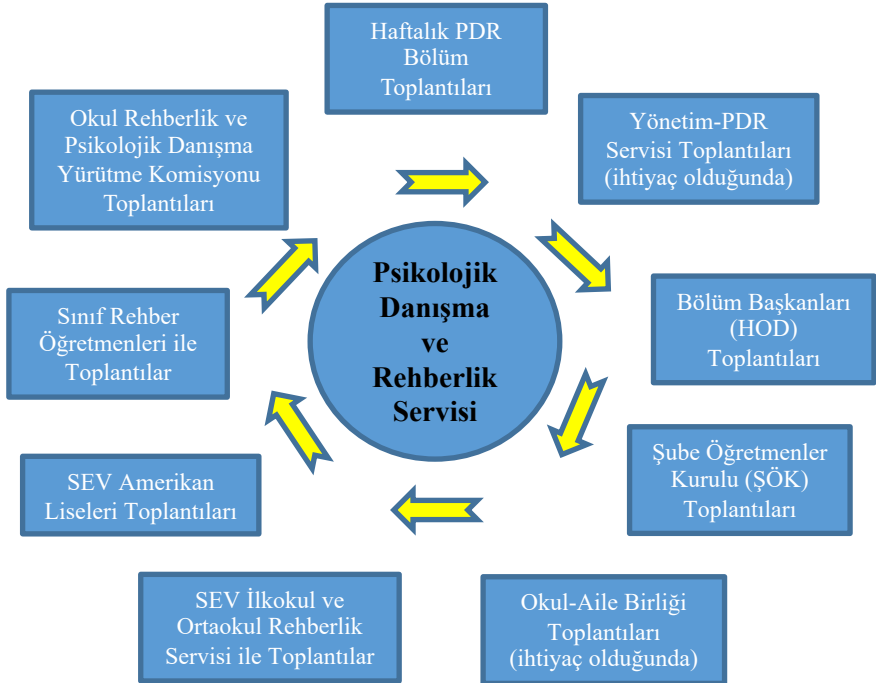 Haftalık PDR
Bölüm
Toplantıları
Yönetim-PDR
Servisi Toplantıları
(ihtiyaç olduğunda)
Bölüm Başkanları
(HOD)
Toplantıları
Şube Öğretmenler
Kurulu (ŞÖK)
Toplantıları
Okul-Aile Birliği
Toplantıları
(ihtiyaç olduğunda)
SEV İlkokul ve
Ortaokul Rehberlik
Servisi ile Toplantılar
SEV Amerikan
Liseleri Toplantıları
Sınıf Rehber
Öğretmenleri ile
Toplantılar
Okul Rehberlik ve
Psikolojik Danışma
Yürütme Komisyonu
Toplantıları
Psikolojik
Danışma
ve
Rehberlik
Servisi